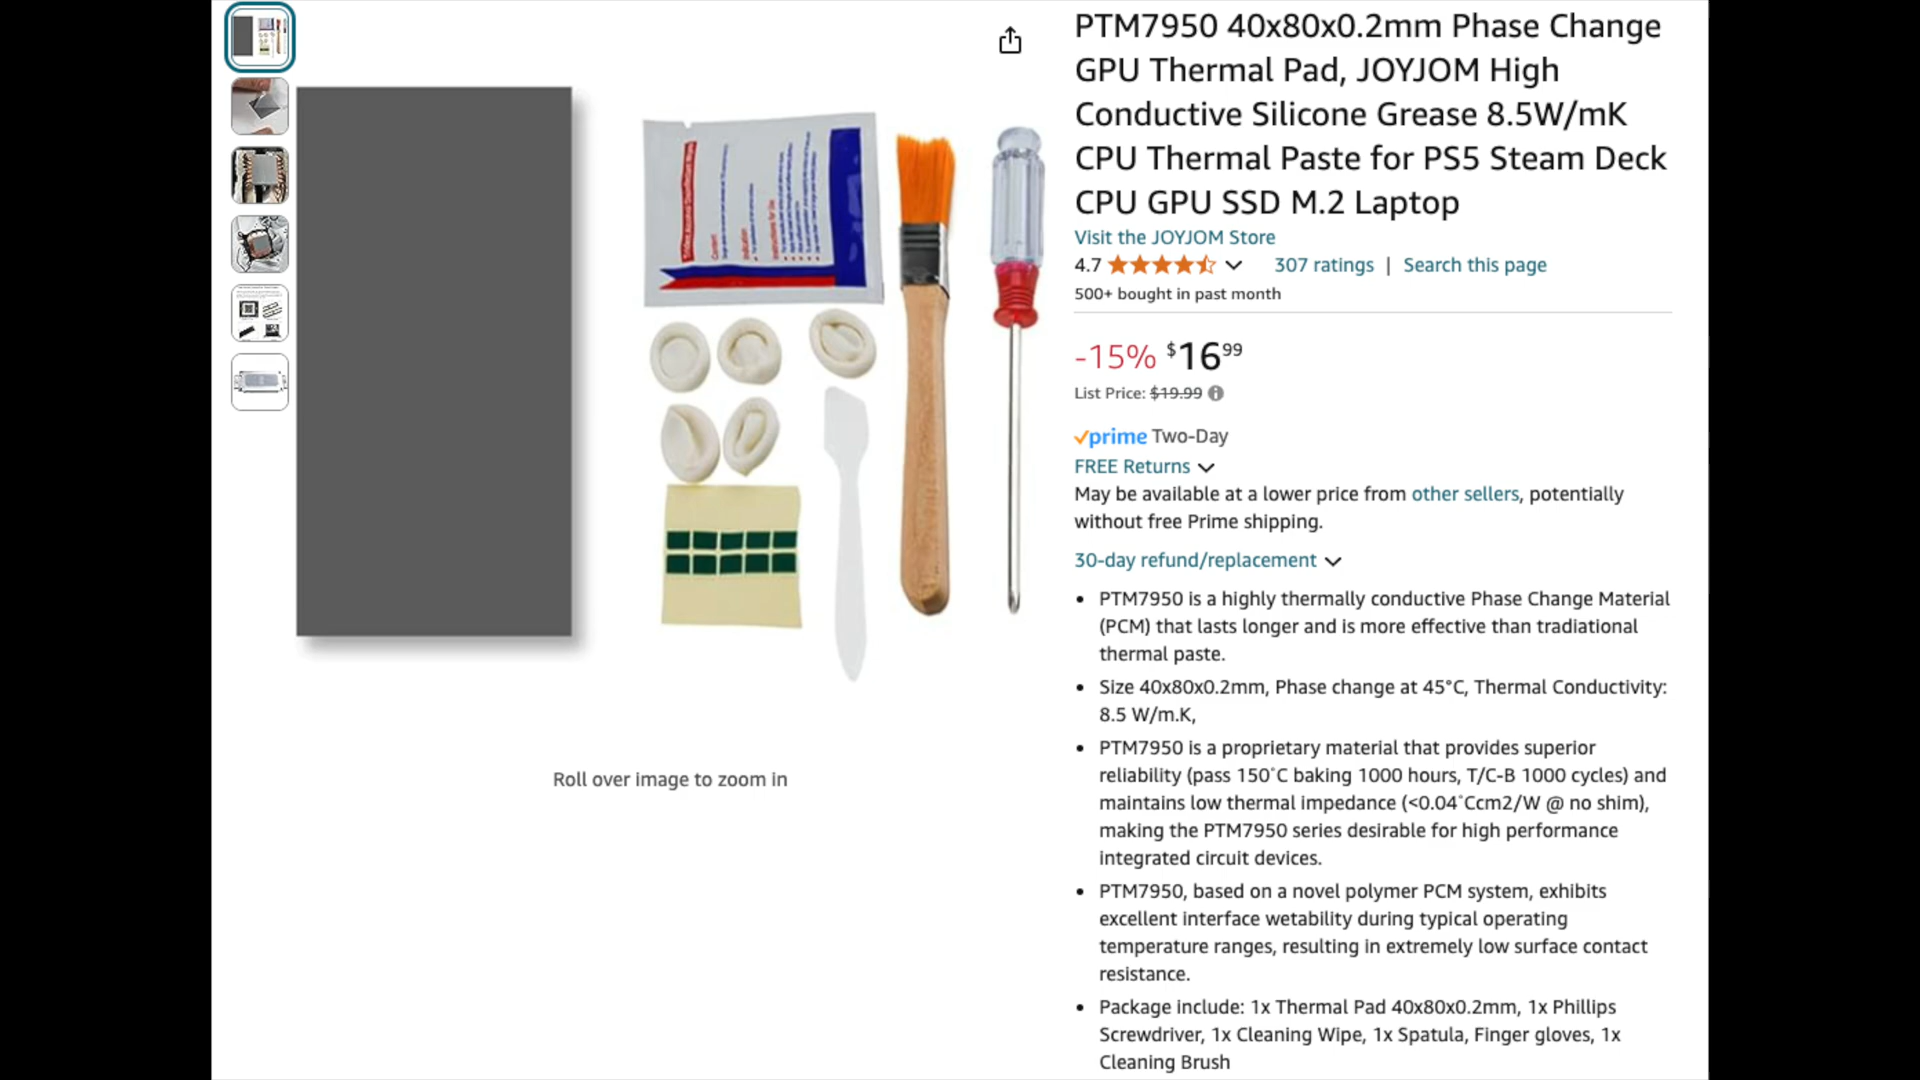 PTM7950 40x80x0.2mm Phase Change
GPU Thermal Pad, JOYJOM High
Conductive Silicone Grease 8.5W/mK
CPU Thermal Paste for PS5 Steam Deck
CPU GPU SSD M.2 Laptop
Visit the JOYJOM Store
4.7
307 ratings | Search this page
500+ bought in past month
-15% $16 99
List Price: $19.99
prime Two-Day
FREE Returns
May be available at a lower price from other sellers, potentially
without free Prime shipping.
30-day refund/replacement
• PTM7950 is a highly thermally conductive Phase Change Material
(PCM) that lasts longer and is more effective than tradiational
thermal paste.
• Size 40x80x0.2mm, Phase change at 45°C, Thermal Conductivity:
8.5 W/m.K,
• PTM7950 is a proprietary material that provides superior
reliability (pass 150°C baking 1000 hours, T/C-B 1000 cycles) and
maintains low thermal impedance (<0.04°Ccm2/W @ no shim),
making the PTM7950 series desirable for high performance
integrated circuit devices.
• PTM7950, based on a novel polymer PCM system, exhibits
excellent interface wetability during typical operating
temperature ranges, resulting in extremely low surface contact
resistance.
• Package include: 1x Thermal Pad 40x80x0.2mm, 1x Phillips
Screwdriver, 1x Cleaning Wipe, 1x Spatula, Finger gloves, 1x
Cleaning Brush
Roll over image to zoom in